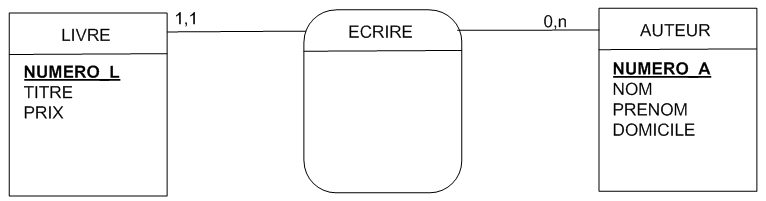 LIVRE
NUMERO_L
TITRE
PRIX
1,1
ECRIRE
0,n
AUTEUR
NUMERO_A
NOM
PRENOM
DOMICILE